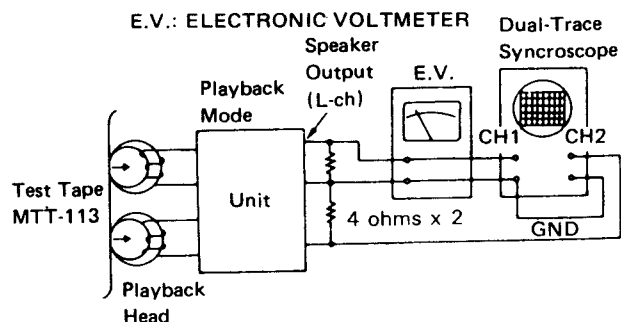 E.V.: ELECTRONIC VOLTMETER
Speaker
Output
(L-ch)
Dual-Trace
Syncroscope
E.V.
Playback
Mode
CH1
CH2
Test Tape
MTT-113
Unit
4 ohms x 2
GND
Playback
Head